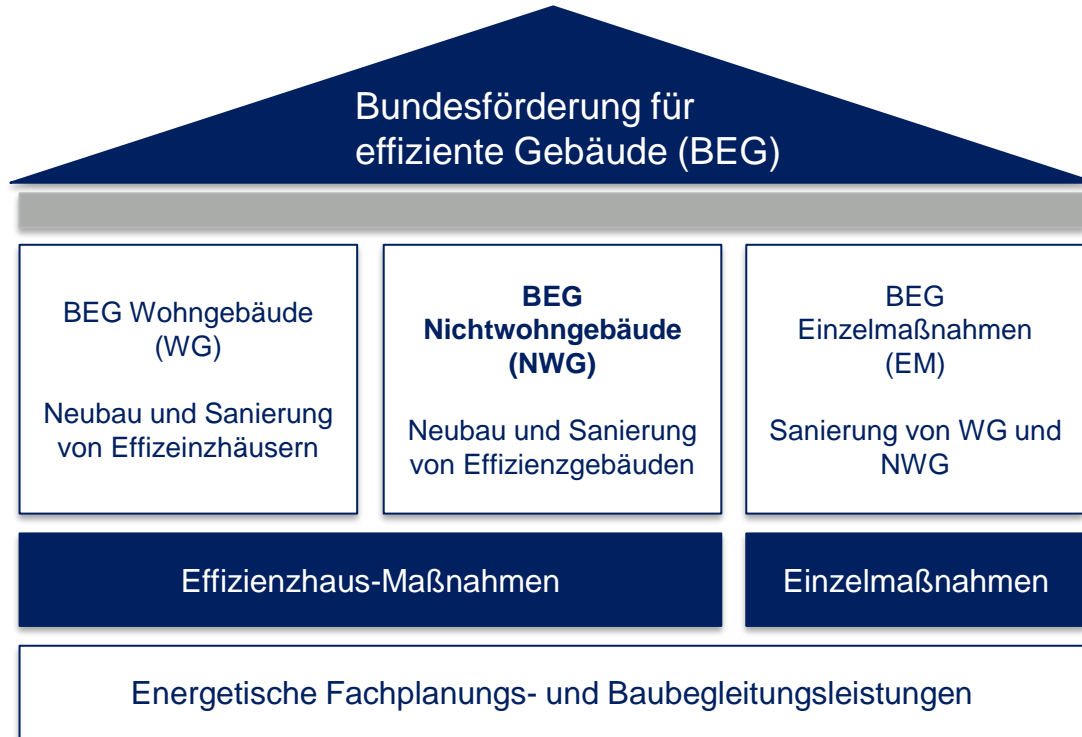 Bundesförderung für
effiziente Gebäude (BEG)
BEG Wohngebäude
(WG)
Neubau und Sanierung
von Effizeinzhäusern
BEG
Nichtwohngebäude
(NWG)
Neubau und Sanierung
von Effizienzgebäuden
BEG
Einzelmaßnahmen
(EM)
Sanierung von WG und
NWG
Effizienzhaus-Maßnahmen
Einzelmaßnahmen
Energetische Fachplanungs- und Baubegleitungsleistungen